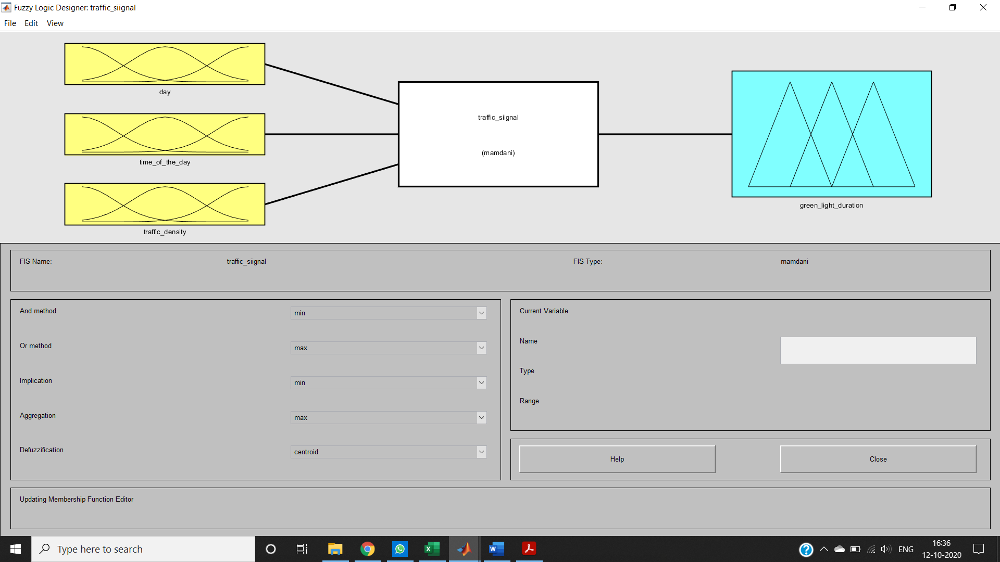 Fuzzy Logic Designer: traffic_siignal
File Edit View
day
time_of_the_day
traffic_density
traffic_siignal
(mamdani)
green_light_duration
FIS Name: traffic_siignal FIS Type: mamdani
And method min
Or method max
Implication min
Aggregation max
Defuzzification centroid
Current Variable
Name
Type
Range
Help Close
Updating Membership Function Editor
Type here to search
ENG
16:36
12-10-2020